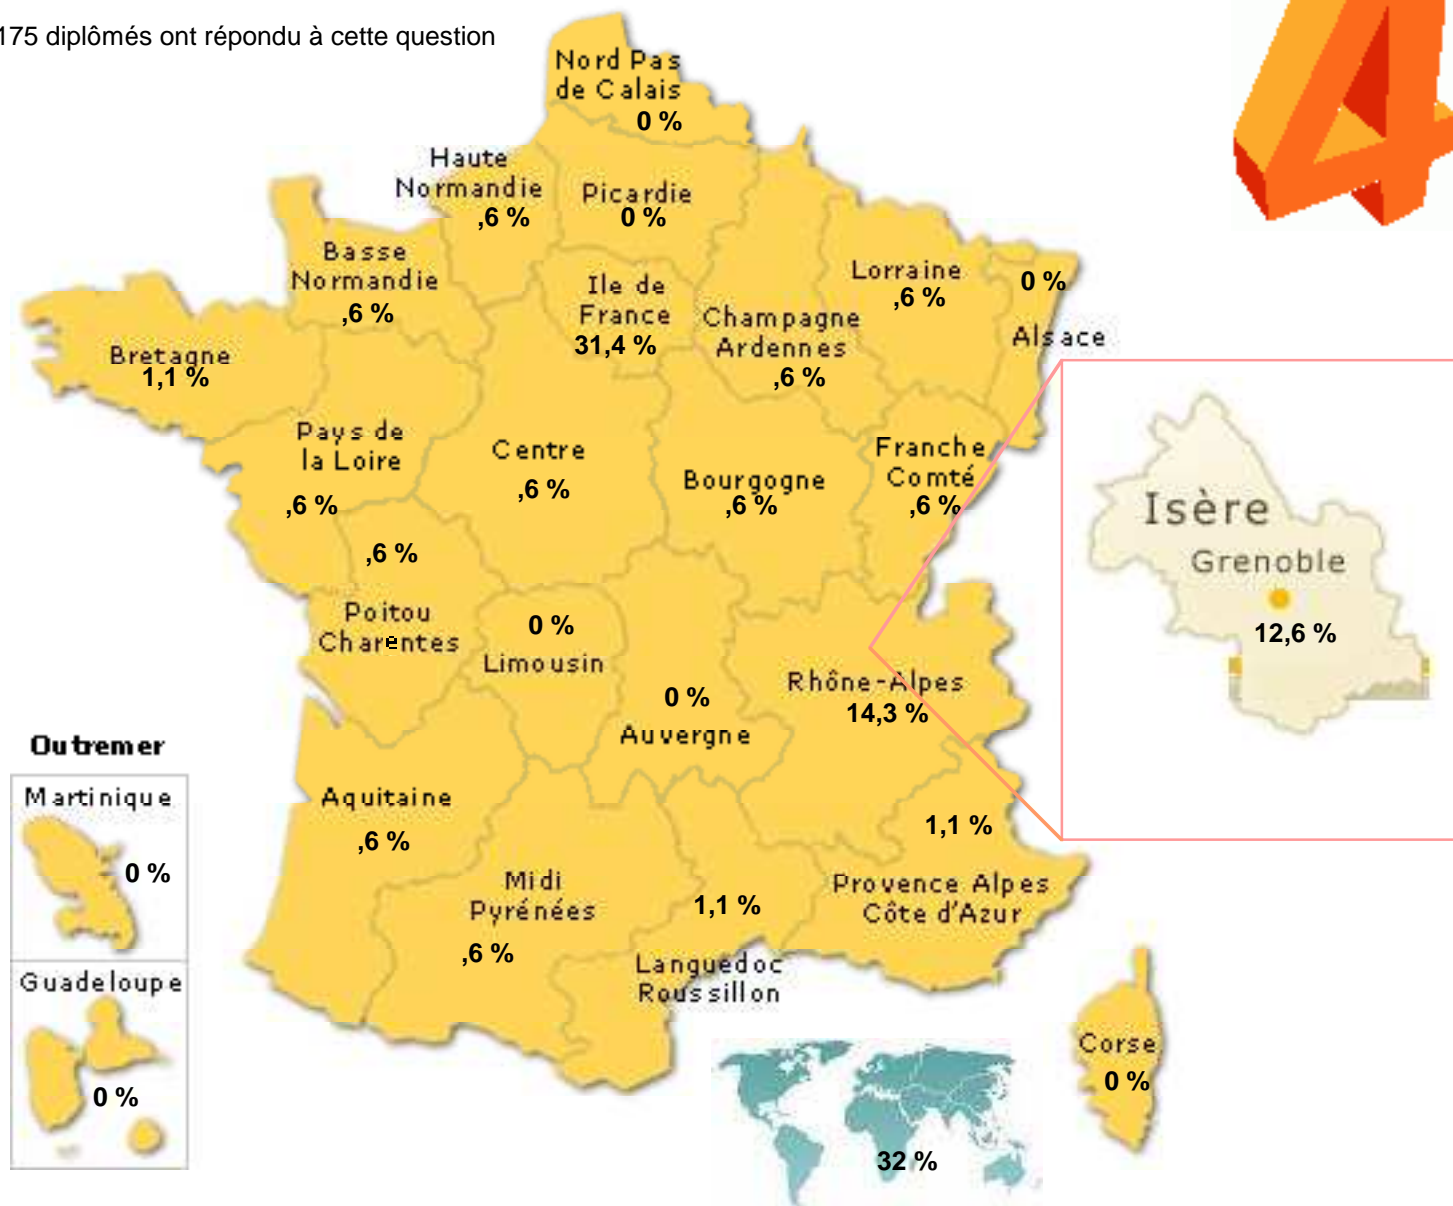 175 diplômés ont répondu à cette question
4
Nord Pas
de Calais
0 %
Haute
Normandie
,6 %
Picardie
0 %
Basse
Normandie
,6 %
Ile de
France
31,4 %
Champagne
Ardennes
,6 %
Lorraine
,6 %
0 %
Alsace
Bretagne
1,1 %
Pays de
la Loire
,6 %
Centre
,6 %
Bourgogne
,6 %
Franche
Comté
,6 %
Isère
Grenoble
12,6 %
,6 %
Poitou
Charentes
0 %
Limousin
0 %
Auvergne
Rhône-Alpes
14,3 %
Outremer
Martinique
0 %
Guadeloupe
0 %
Aquitaine
,6 %
Midi
Pyrénées
,6 %
1,1 %
Languedoc
Roussillon
1,1 %
Provence Alpes
Côte d'Azur
Corse
0 %
32 %